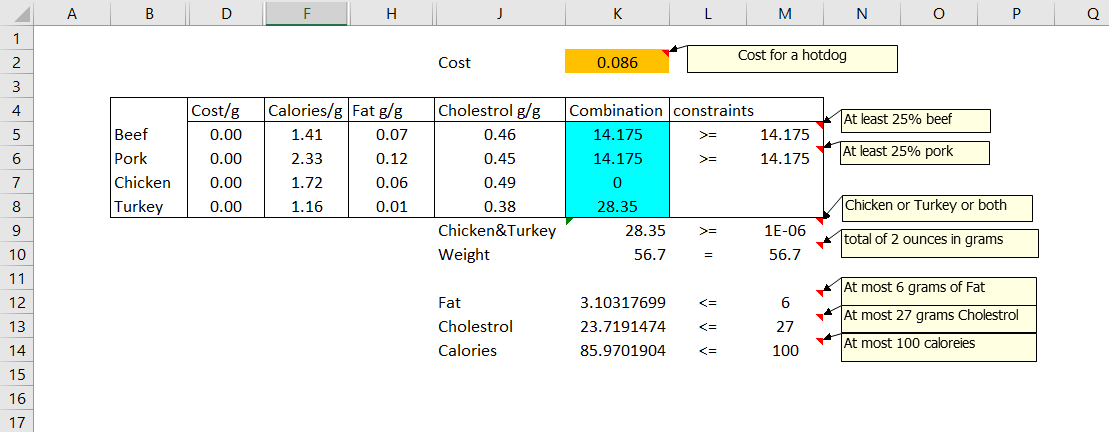 A B D F H J K L M N O P Q
1
2 Cost 0.086 Cost for a hotdog
3
4 Cost/g Calories/g Fat g/g Cholestrol g/g Combination constraints
5 Beef 0.00 1.41 0.07 0.46 14.175 >= 14.175 At least 25% beef
6 Pork 0.00 2.33 0.12 0.45 14.175 >= 14.175 At least 25% pork
7 Chicken 0.00 1.72 0.06 0.49 0
8 Turkey 0.00 1.16 0.01 0.38 28.35 Chicken or Turkey or both
9 Chicken&Turkey 28.35 >= 1E-06
10 Weight 56.7 = 56.7 total of 2 ounces in grams
11
12 Fat 3.10317699 <= 6 At most 6 grams of Fat
13 Cholestrol 23.7191474 <= 27 At most 27 grams Cholestrol
14 Calories 85.9701904 <= 100 At most 100 caloreies
15
16
17